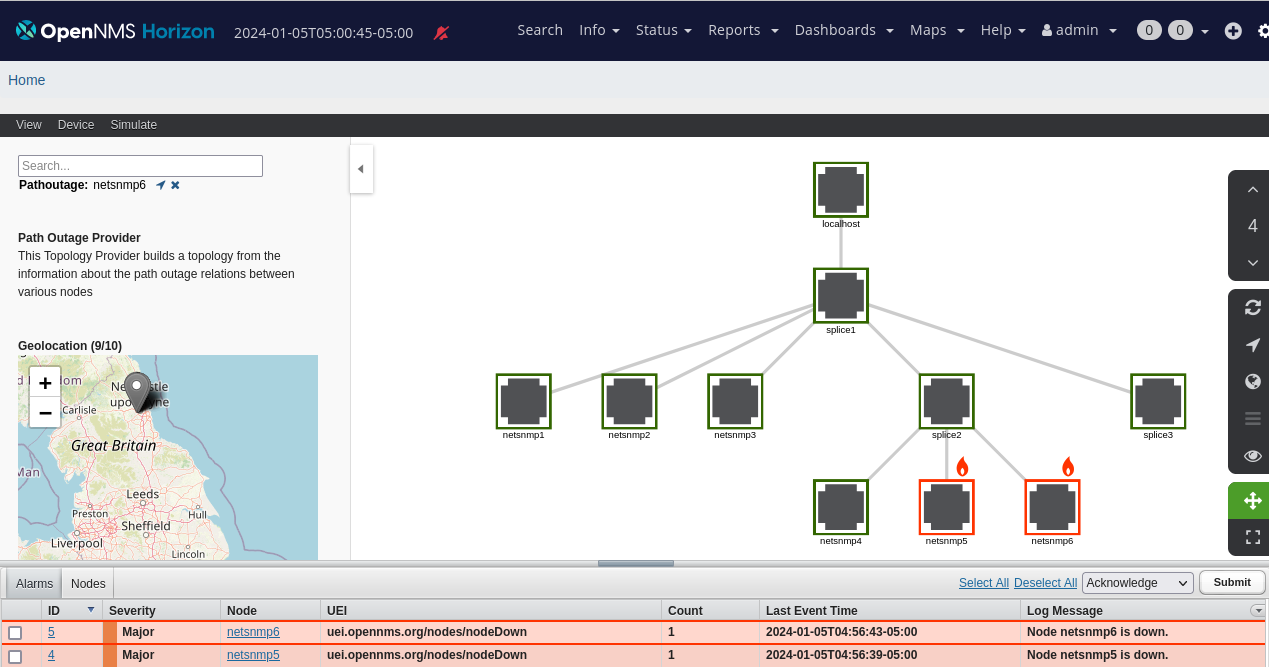 OpenNMS Horizon 2024-01-05T05:00:45-05:00 Search Info Status Reports Dashboards Maps Help admin 0 0
Home
View Device Simulate
Search...
Pathoutage: netsnmp6
Path Outage Provider
This Topology Provider builds a topology from the
information about the path outage relations between
various nodes
Geolocation (9/10)
+
−
Carlisle
Great Britain
Man
Leeds
Preston
Hull
Sheffield
Liverpool
Lincoln
localhost
splice1
netsnmp1 netsnmp2 netsnmp3 splice2 splice3
netsnmp4 netsnmp5 netsnmp6
4
Alarms Nodes Select All Deselect All Acknowledge Submit
ID Severity Node UEI Count Last Event Time Log Message
5 Major netsnmp6 uei.opennms.org/nodes/nodeDown 1 2024-01-05T04:56:43-05:00 Node netsnmp6 is down.
4 Major netsnmp5 uei.opennms.org/nodes/nodeDown 1 2024-01-05T04:56:39-05:00 Node netsnmp5 is down.